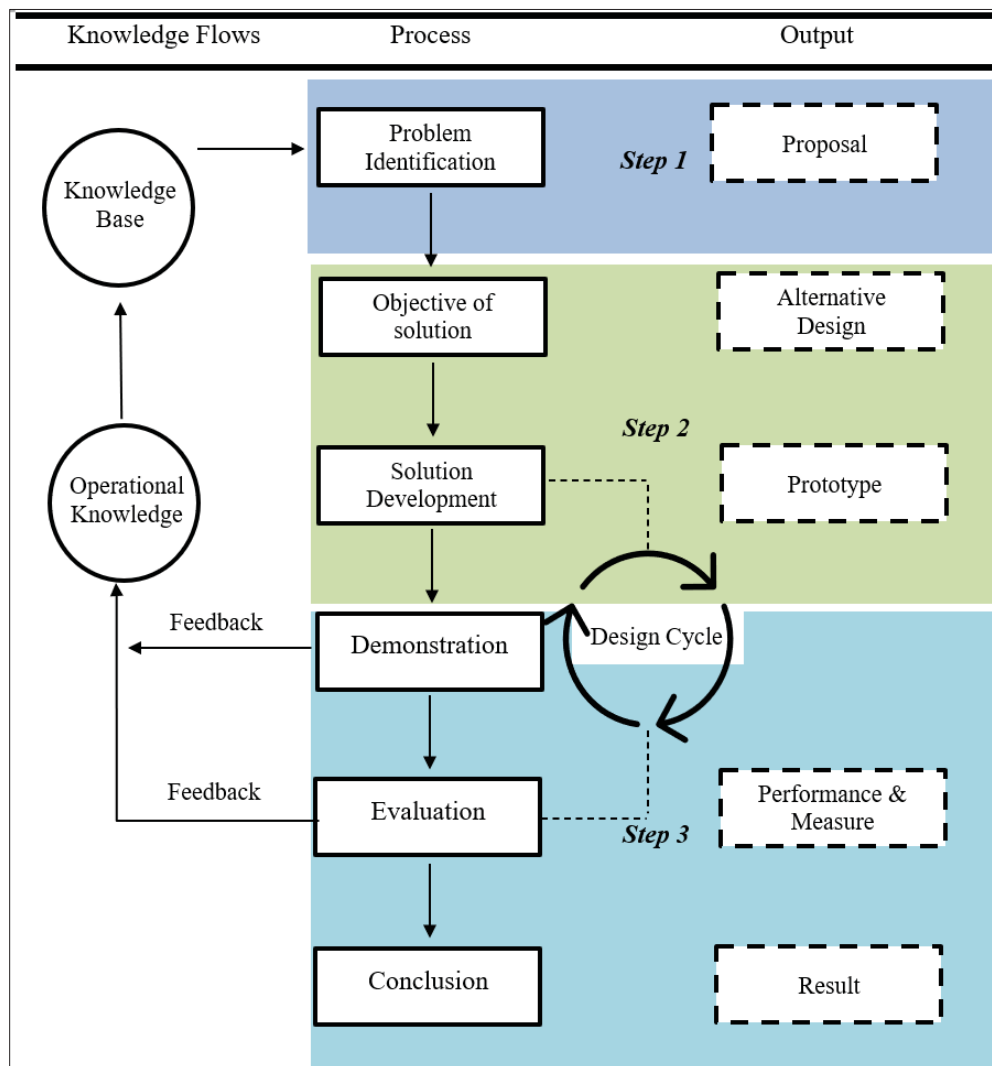 Knowledge Flows
Process
Output
Problem
Identification
Step 1
Proposal
Knowledge
Base
Objective of
solution
Alternative
Design
Step 2
Operational
Knowledge
Solution
Development
Prototype
Feedback
Demonstration
Design Cycle
Feedback
Evaluation
Step 3
Performance &
Measure
Conclusion
Result